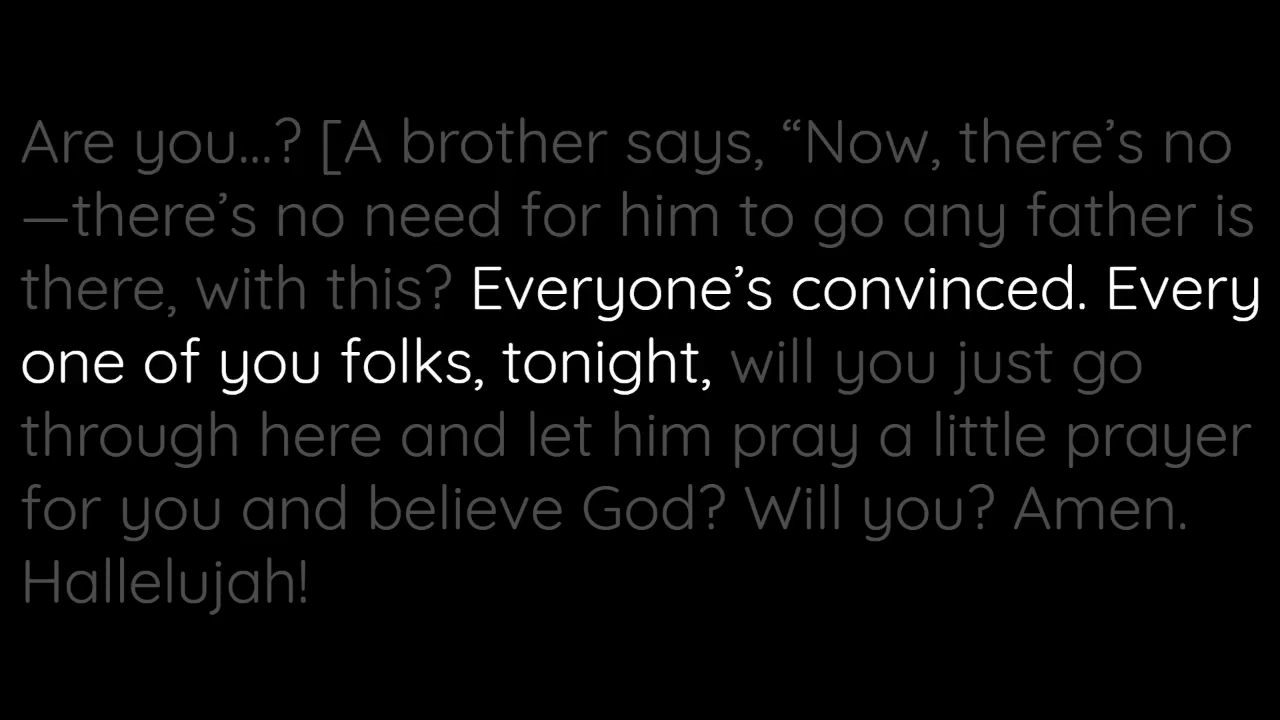 Are you...? [A brother says, “Now, there’s no
—there’s no need for him to go any father is
there, with this? Everyone’s convinced. Every
one of you folks, tonight, will you just go
through here and let him pray a little prayer
for you and believe God? Will you? Amen.
Hallelujah!